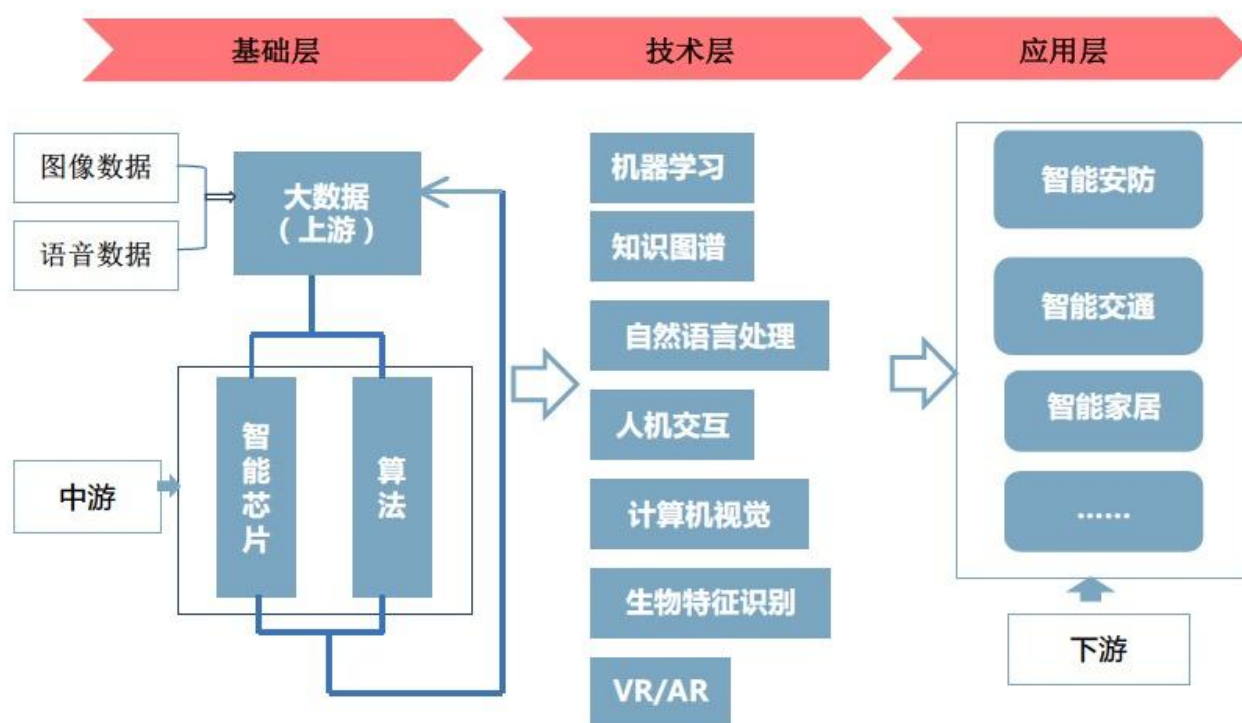 基础层
技术层
应用层
图像数据
语音数据
大数据
（上游）
中游
智能芯片
算法
机器学习
知识图谱
自然语言处理
人机交互
计算机视觉
生物特征识别
VR/AR
智能安防
智能交通
智能家居
......
下游